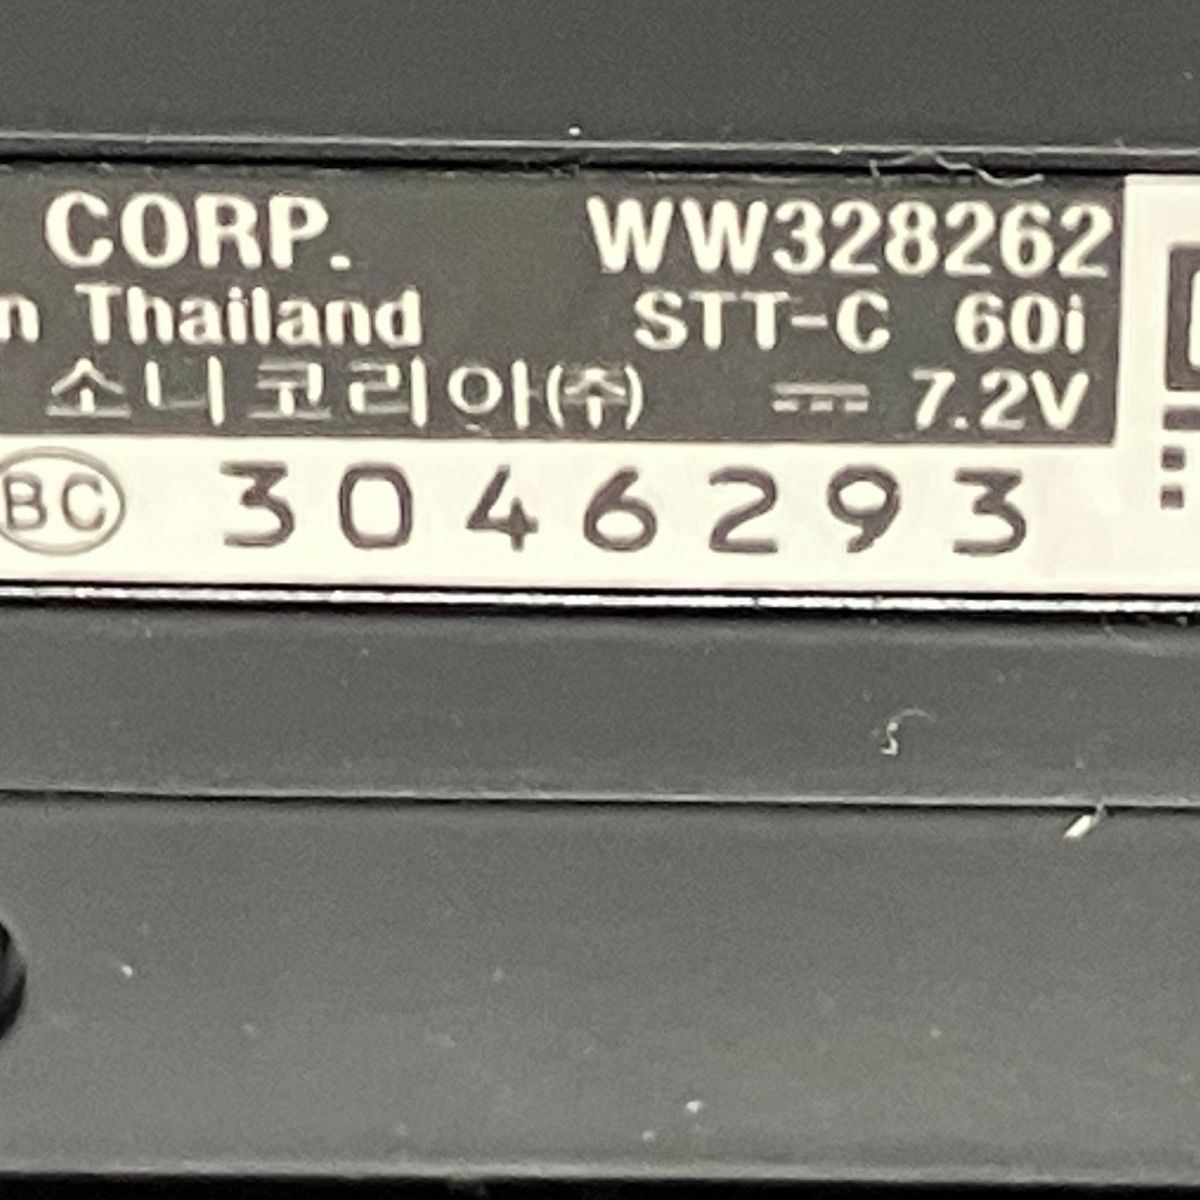 CORP. WW328262
n Thailand STT-C 60i
소니코리아(주) ⎓ 7.2V
BC 3046293